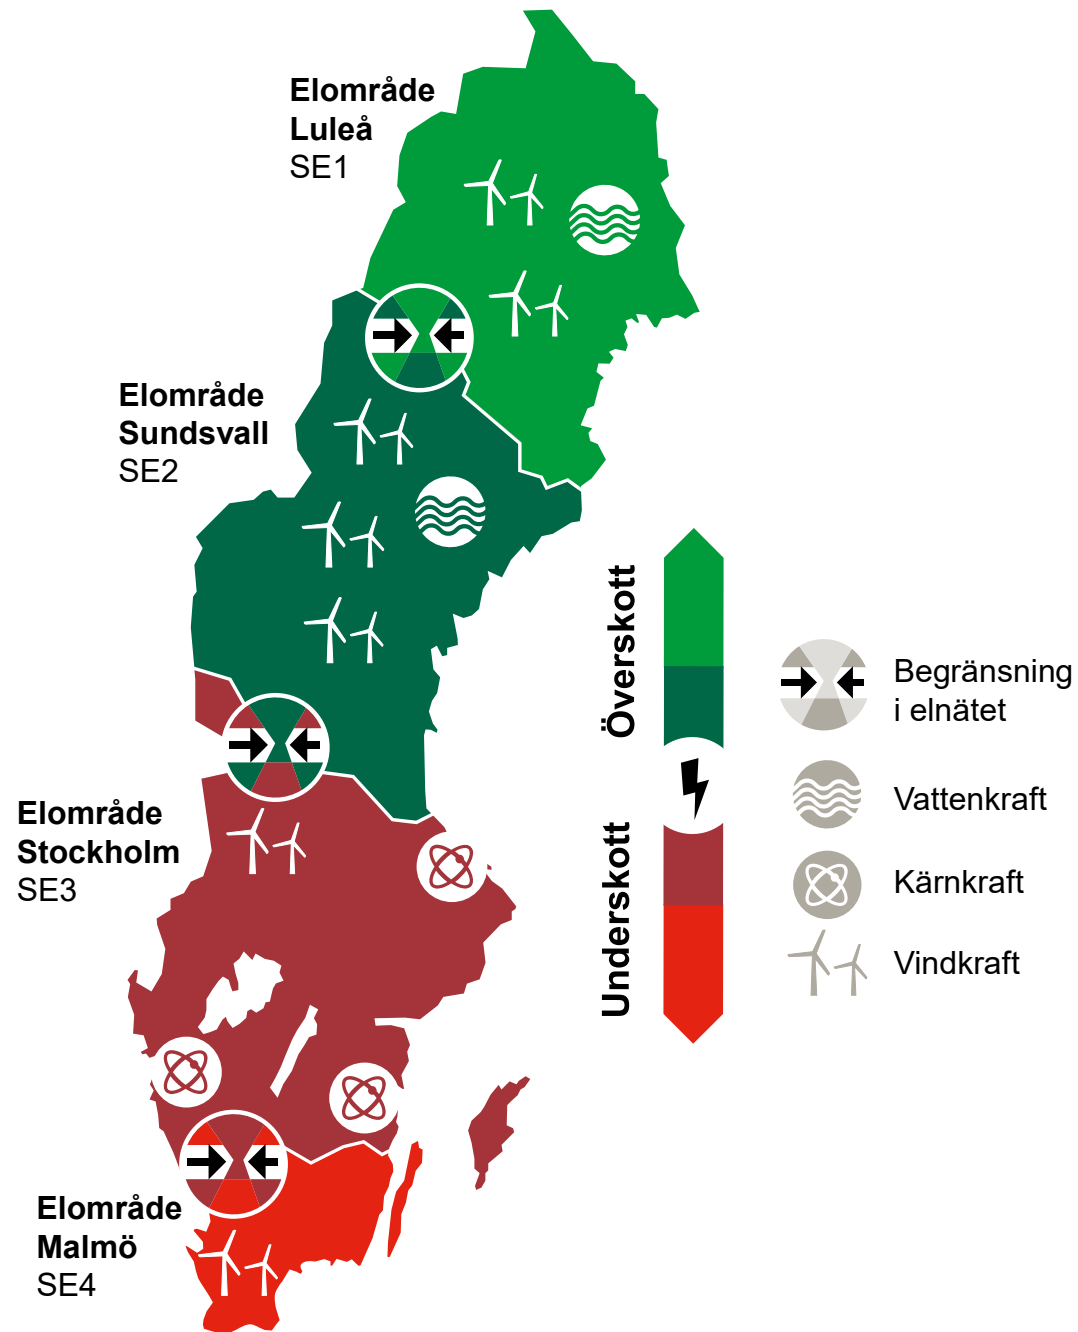 Elområde
Luleå
SE1
Elområde
Sundsvall
SE2
Överskott
Underskott
Begränsning
i elnätet
Vattenkraft
Kärnkraft
Vindkraft
Elområde
Stockholm
SE3
Elområde
Malmö
SE4